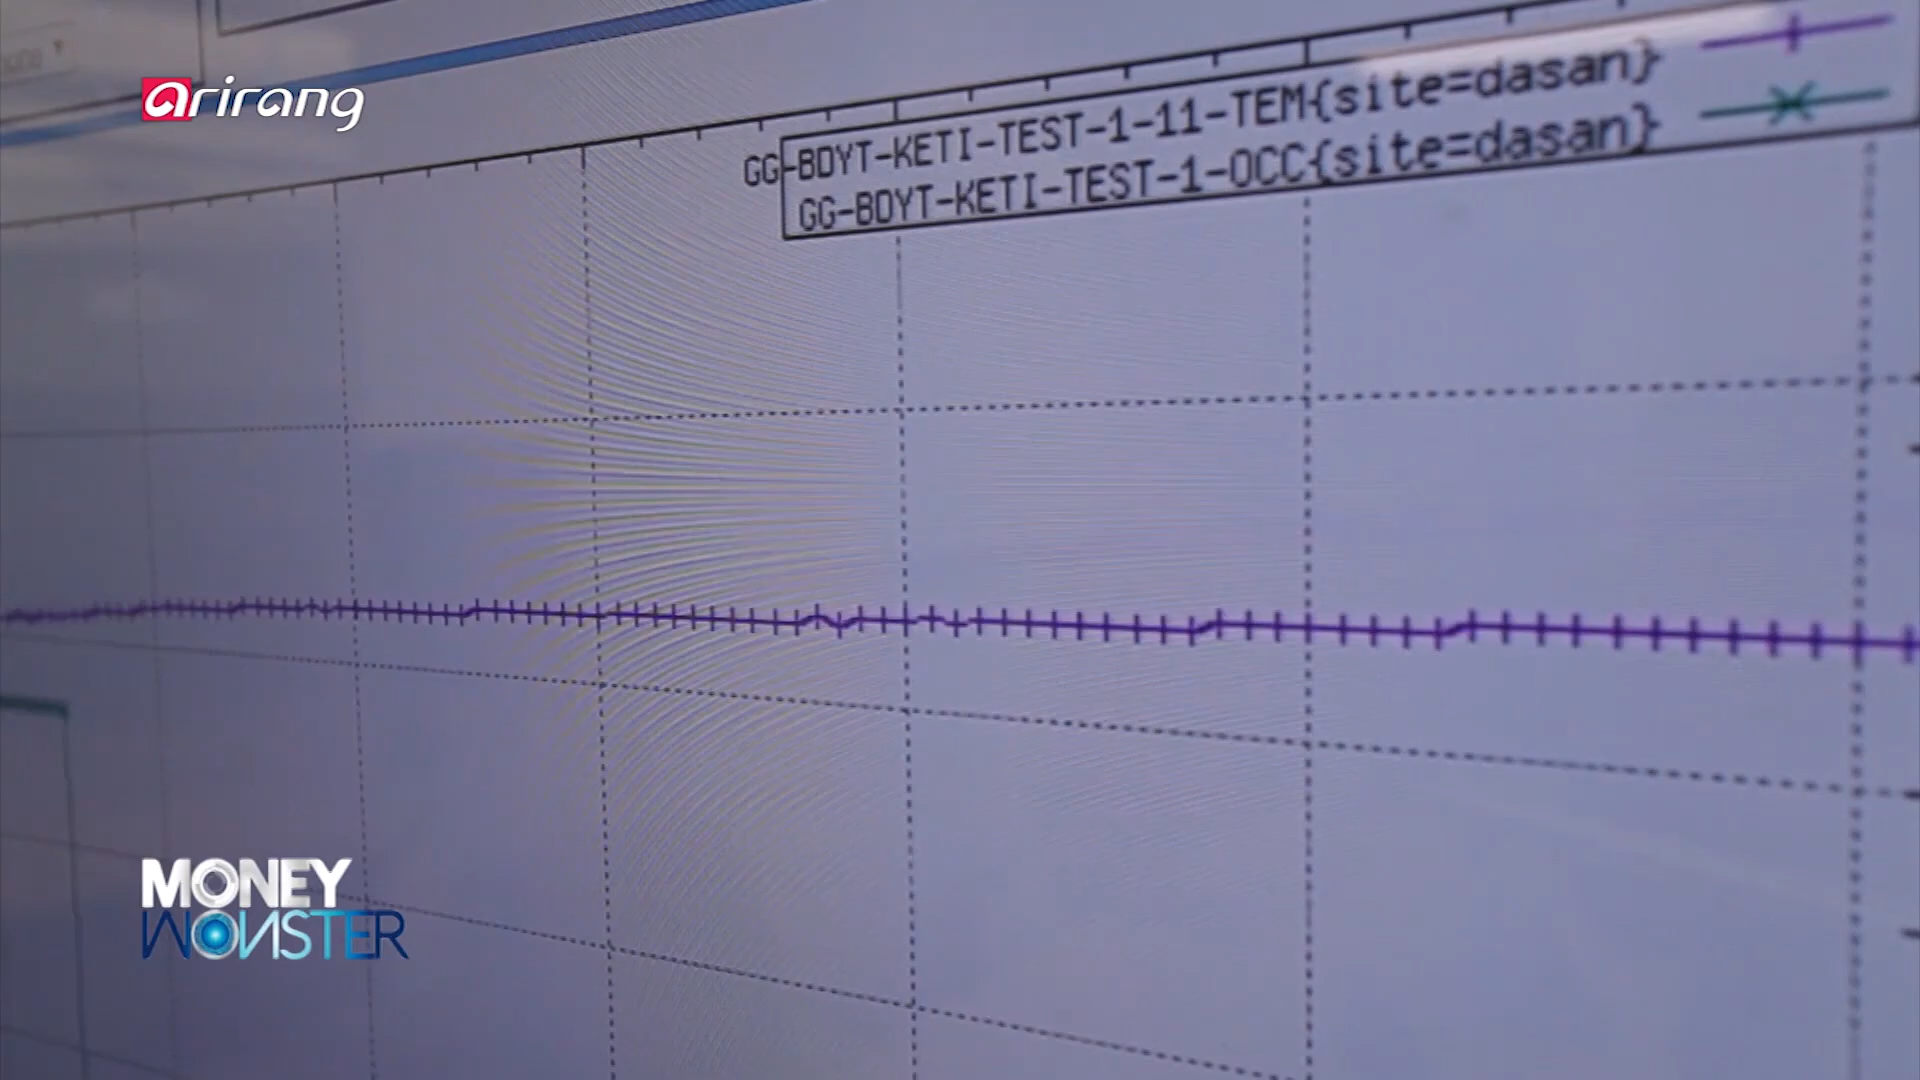 arirang
GG-BDYT-KETI-TEST-1-11-TEM{site=dasan}
GG-BDYT-KETI-TEST-1-OCC{site=dasan}
MONEY
MONSTER